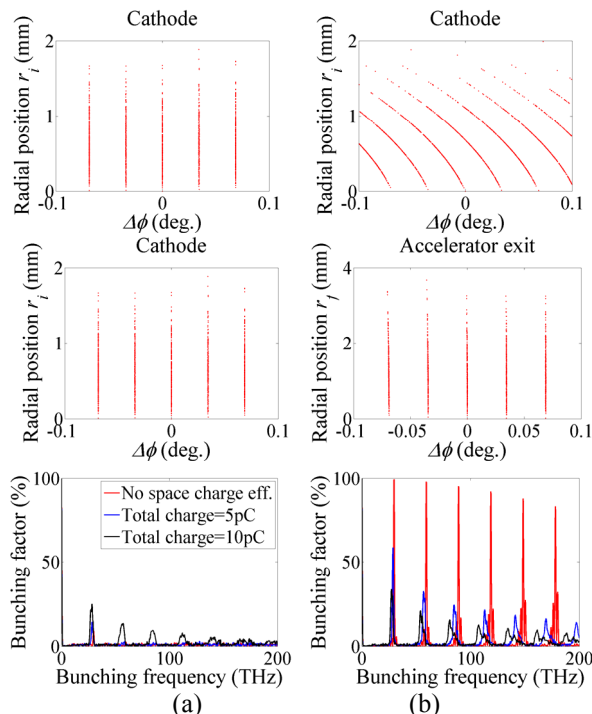 Cathode
Radial position r_i (mm)
2
1
0
-0.1
0
0.1
Δϕ (deg.)
Cathode
Radial position r_i (mm)
2
1
0
-0.1
0
0.1
Δϕ (deg.)
Cathode
Radial position r_i (mm)
2
1
0
-0.1
0
0.1
Δϕ (deg.)
Accelerator exit
Radial position r_f (mm)
4
2
0
-0.1
-0.05
0
0.05
0.1
Δϕ (deg.)
Bunching factor (%)
100
50
0
0
100
200
No space charge eff.
Total charge=5pC
Total charge=10pC
Bunching frequency (THz)
(a)
Bunching factor (%)
100
50
0
0
100
200
Bunching frequency (THz)
(b)